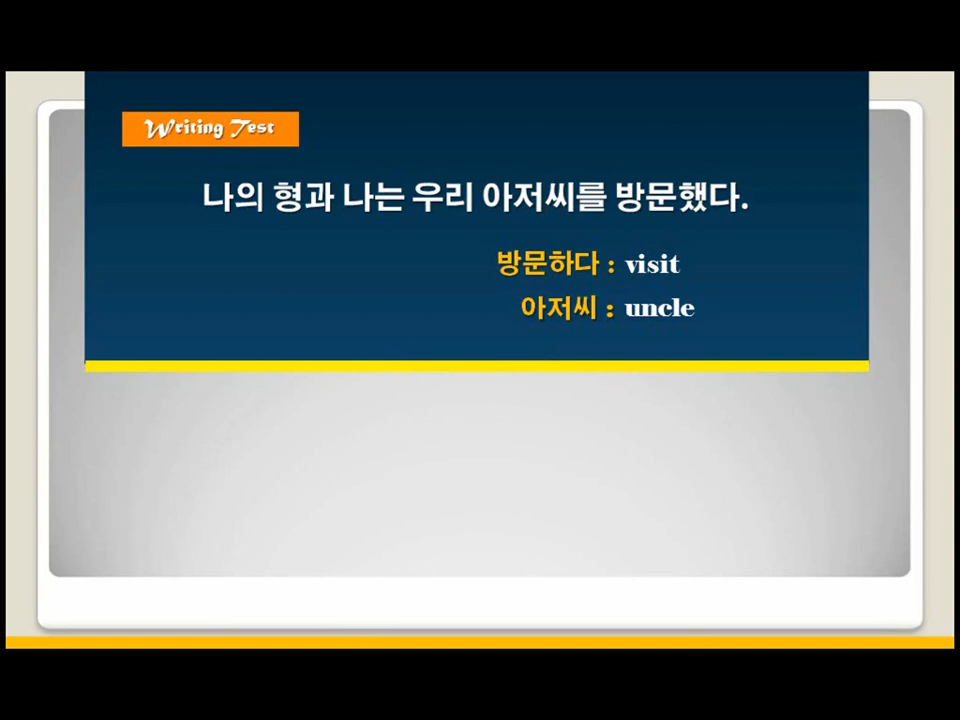 Writing Test
나의 형과 나는 우리 아저씨를 방문했다.
방문하다 : visit
아저씨 : uncle